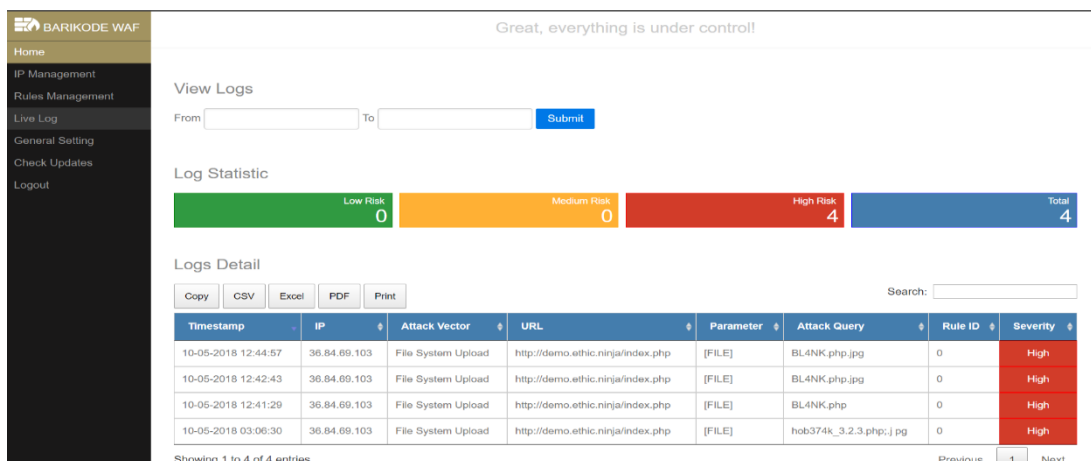 BARIKODE WAF
Great, everything is under control!
Home
IP Management
Rules Management
Live Log
General Setting
Check Updates
Logout
View Logs
From To Submit
Log Statistic
Low Risk
0
Medium Risk
0
High Risk
4
Total
4
Logs Detail
Copy CSV Excel PDF Print Search:
Timestamp IP Attack Vector URL Parameter Attack Query Rule ID Severity
10-05-2018 12:44:57 36.84.69.103 File System Upload http://demo.ethic.ninja/index.php [FILE] BL4NK.php.jpg 0 High
10-05-2018 12:42:43 36.84.69.103 File System Upload http://demo.ethic.ninja/index.php [FILE] BL4NK.php.jpg 0 High
10-05-2018 12:41:29 36.84.69.103 File System Upload http://demo.ethic.ninja/index.php [FILE] BL4NK.php 0 High
10-05-2018 03:06:30 36.84.69.103 File System Upload http://demo.ethic.ninja/index.php [FILE] hob374k_3.2.3.php;.j pg 0 High
Showing 1 to 4 of 4 entries Previous 1 Next